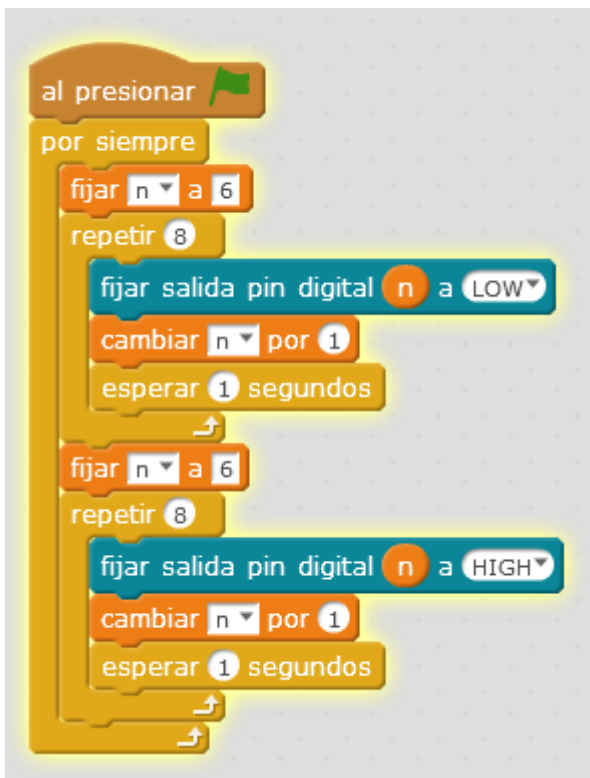 al presionar
por siempre
fijar n a 6
repetir 8
fijar salida pin digital n a LOW
cambiar n por 1
esperar 1 segundos
fijar n a 6
repetir 8
fijar salida pin digital n a HIGH
cambiar n por 1
esperar 1 segundos